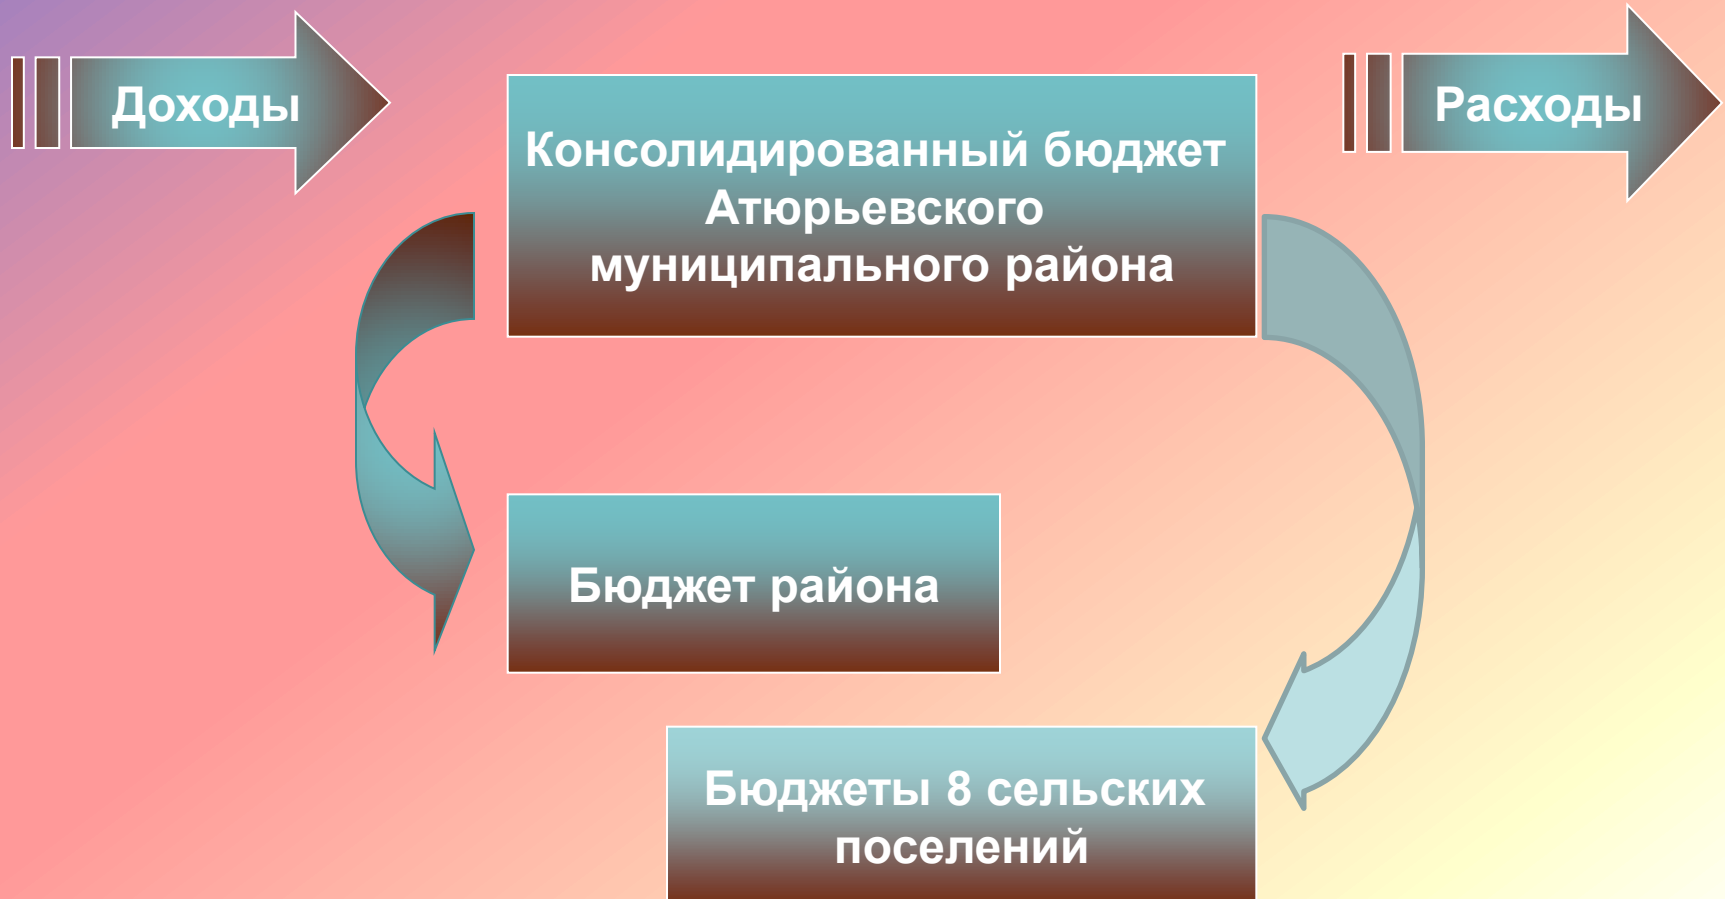 Доходы
Расходы
Консолидированный бюджет
Атюрьевского
муниципального района
Бюджет района
Бюджеты 8 сельских
поселений